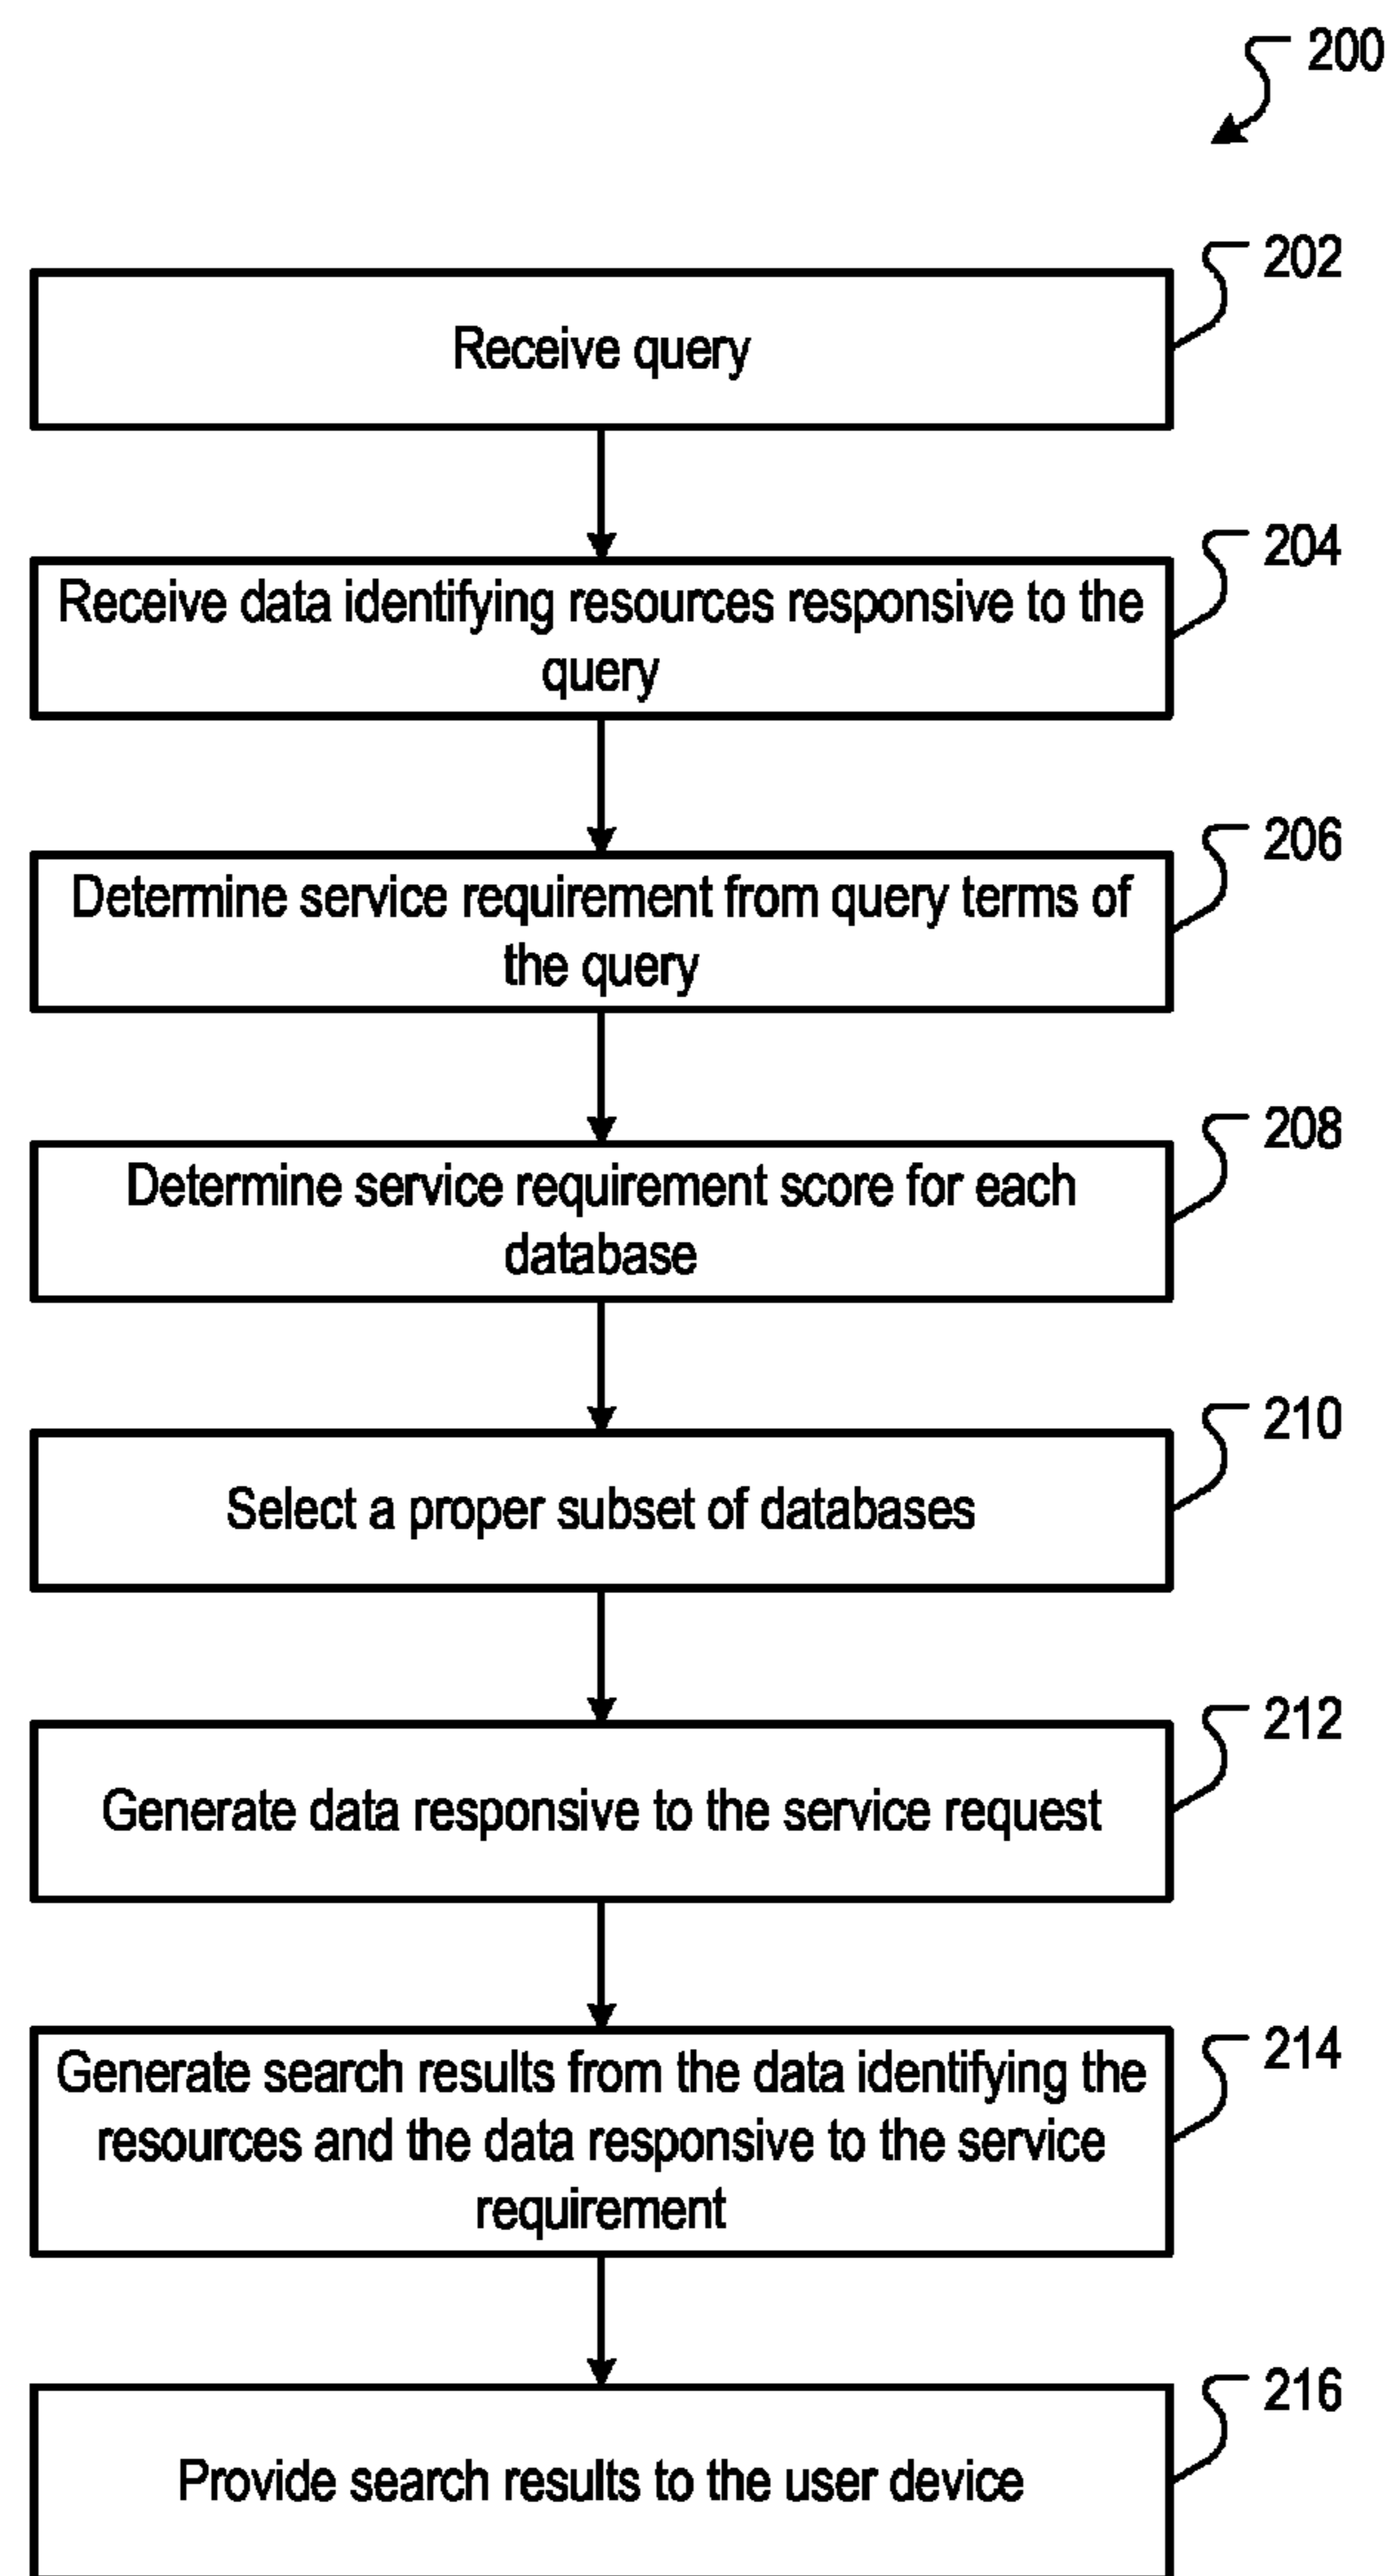 200
202
Receive query
204
Receive data identifying resources responsive to the
query
206
Determine service requirement from query terms of
the query
208
Determine service requirement score for each
database
210
Select a proper subset of databases
212
Generate data responsive to the service request
214
Generate search results from the data identifying the
resources and the data responsive to the service
requirement
216
Provide search results to the user device